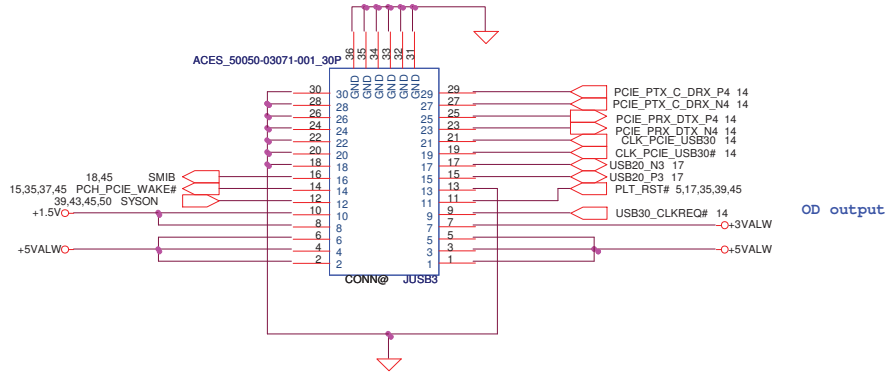 36 35 34 33 32 31
ACES_50050-03071-001_30P
GND GND GND GND GND GND
30 30 29 29 PCIE_PTX_C_DRX_P4 14
28 28 27 27 PCIE_PTX_C_DRX_N4 14
26 26 25 25 PCIE_PRX_DTX_P4 14
24 24 23 23 PCIE_PRX_DTX_N4 14
22 22 21 21 CLK_PCIE_USB30 14
20 20 19 19 CLK_PCIE_USB30# 14
18 18 17 17 USB20_N3 17
18,45 SMIB 16 16 15 15 USB20_P3 17
15,35,37,45 PCH_PCIE_WAKE# 14 14 13 13 PLT_RST# 5,17,35,39,45
39,43,45,50 SYSON 12 12 11 11
+1.5V 10 10 9 9 USB30_CLKREQ# 14 OD output
8 8 7 7 +3VALW
6 6 5 5
+5VALW 4 4 3 3 +5VALW
2 2 1 1
CONN@ JUSB3